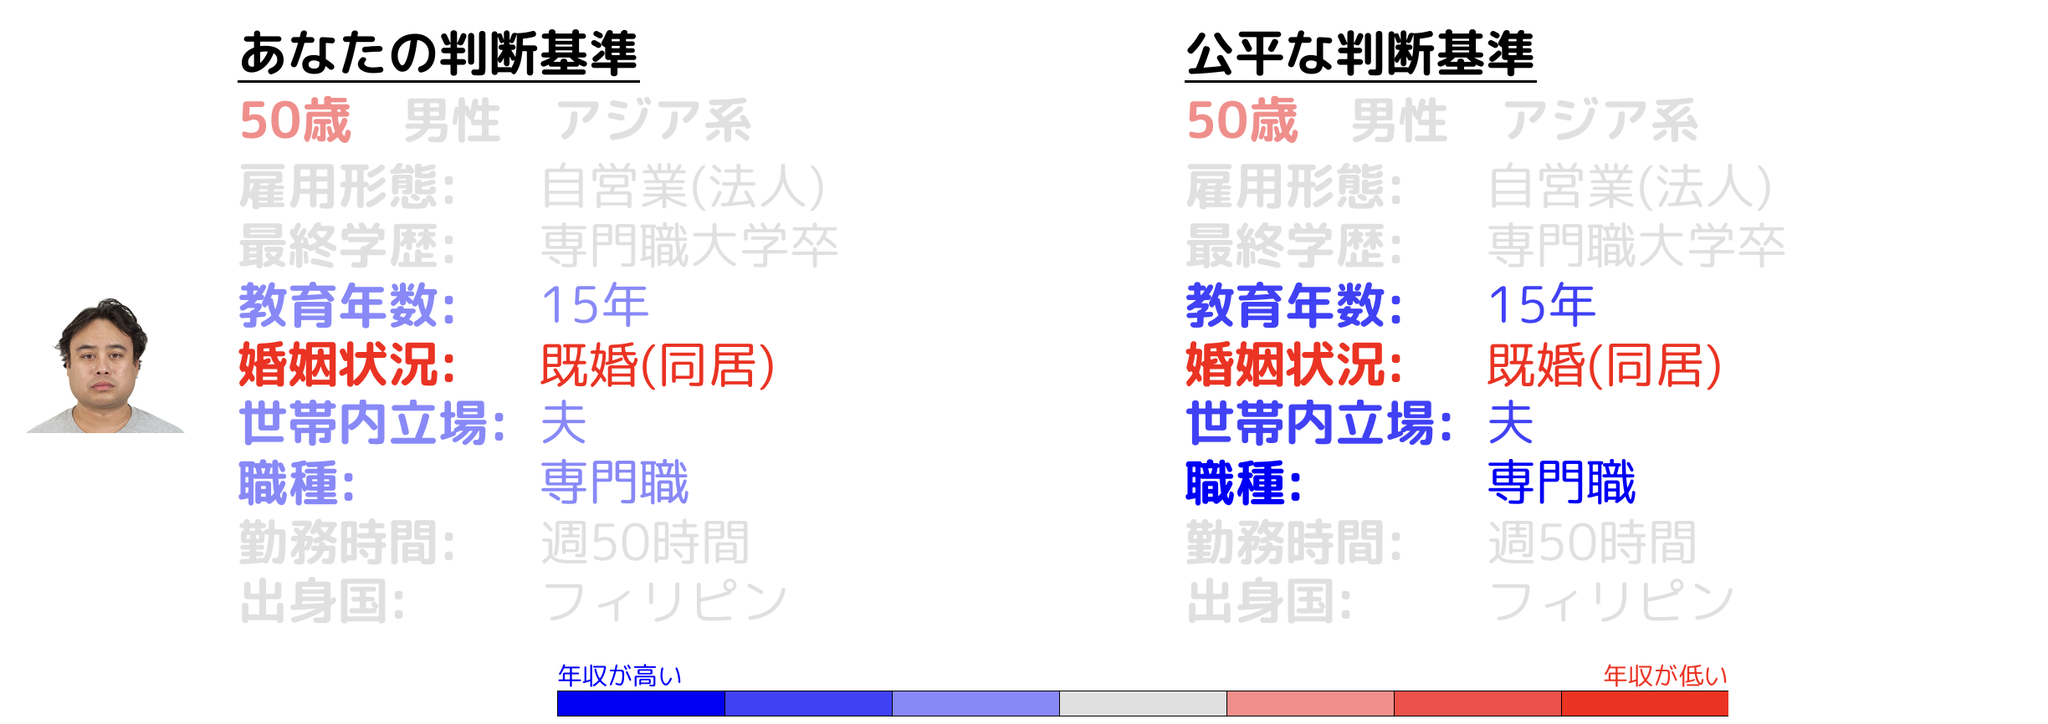 あなたの判断基準
50歳 男性 アジア系
雇用形態: 自営業(法人)
最終学歴: 専門職大学卒
教育年数: 15年
婚姻状況: 既婚(同居)
世帯内立場: 夫
職種: 専門職
勤務時間: 週50時間
出身国: フィリピン
公平な判断基準
50歳 男性 アジア系
雇用形態: 自営業(法人)
最終学歴: 専門職大学卒
教育年数: 15年
婚姻状況: 既婚(同居)
世帯内立場: 夫
職種: 専門職
勤務時間: 週50時間
出身国: フィリピン
年収が高い
年収が低い